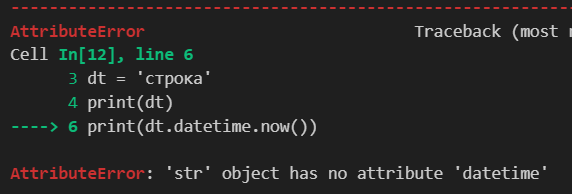 ---------------------------------------------------------------------------
AttributeError                            Traceback (most r
Cell In[12], line 6
      3 dt = 'строка'
      4 print(dt)
----> 6 print(dt.datetime.now())
AttributeError: 'str' object has no attribute 'datetime'